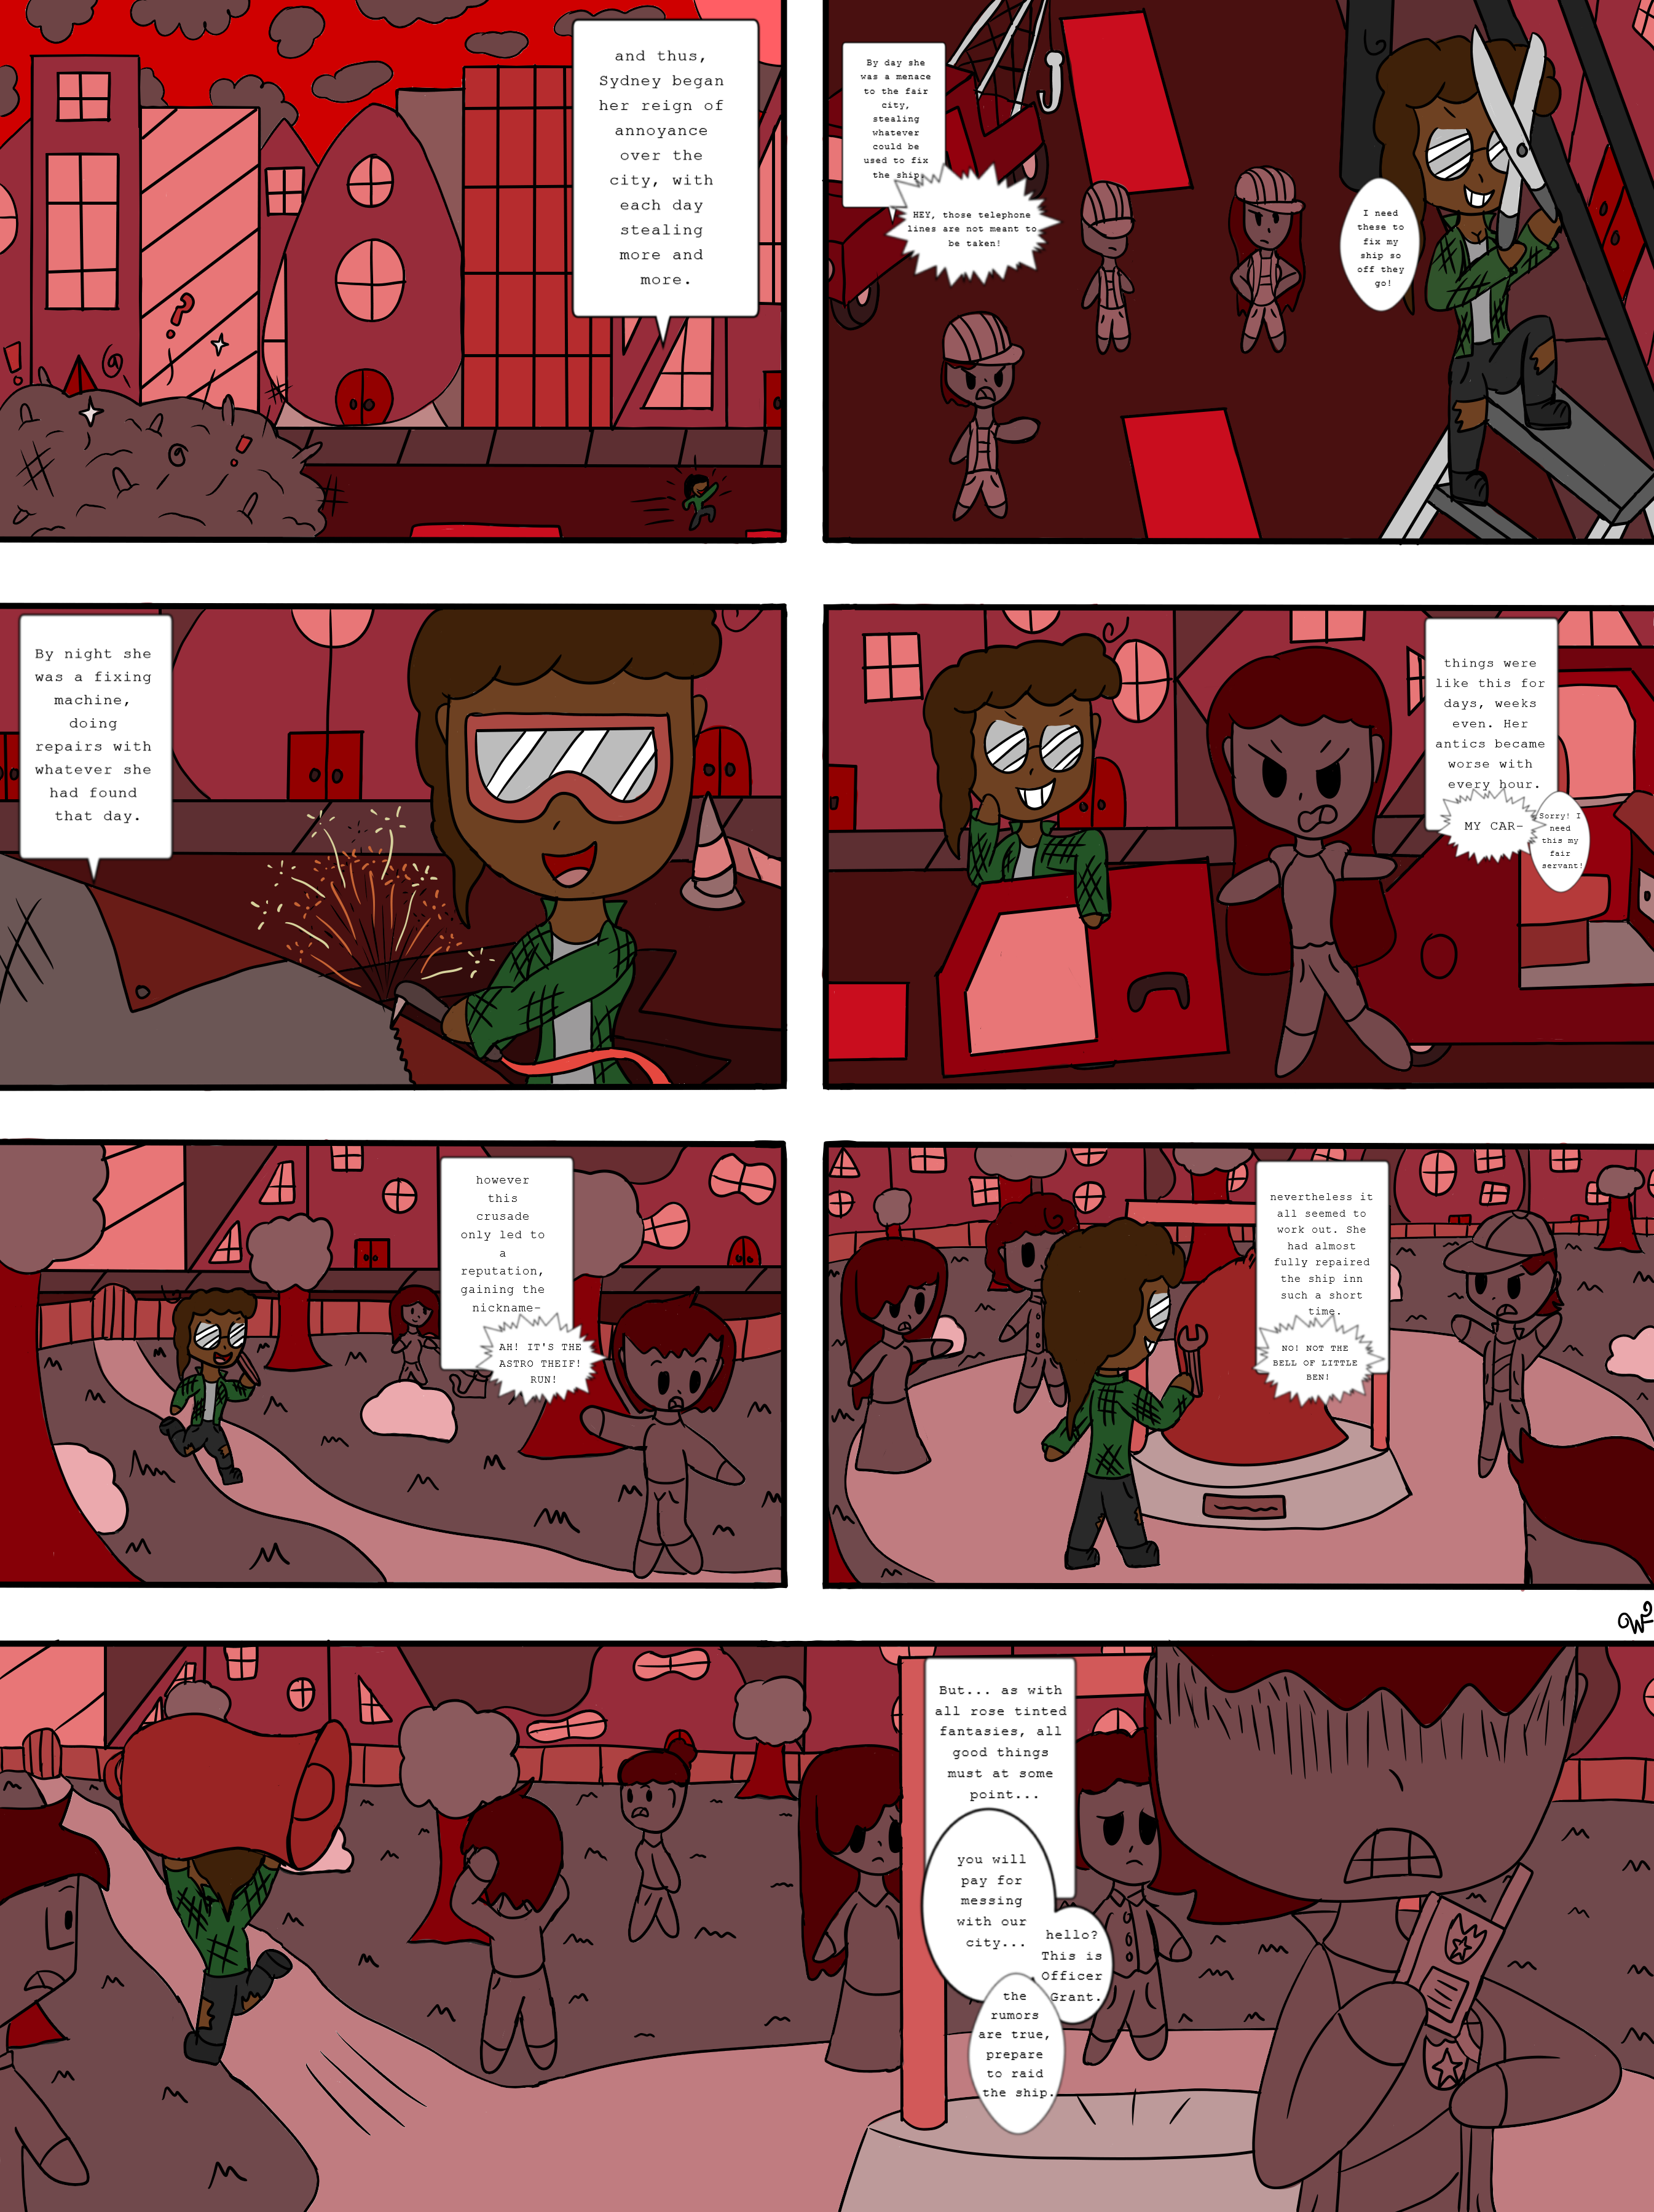 and thus,
Sydney began
her reign of
annoyance
over the
city, with
each day
stealing
more and
more.
By day she
was a menace
to the fair
city,
stealing
whatever
could be
used to fix
the ship.
HEY, those telephone
lines are not meant to
be taken!
I need
these to
fix my
ship so
off they
go!
By night she
was a fixing
machine,
doing
repairs with
whatever she
had found
that day.
things were
like this for
days, weeks
even. Her
antics became
worse with
every hour.
MY CAR-
Sorry! I
need
this my
fair
servant!
however
this
crusade
only led to
a
reputation,
gaining the
nickname-
AH! IT'S THE
ASTRO THEIF!
RUN!
nevertheless it
all seemed to
work out. She
had almost
fully repaired
the ship inn
such a short
time.
NO! NOT THE
BELL OF LITTLE
BEN!
But... as with
all rose tinted
fantasies, all
good things
must at some
point...
you will
pay for
messing
with our
city...
hello?
This is
Officer
Grant.
the
rumors
are true,
prepare
to raid
the ship.